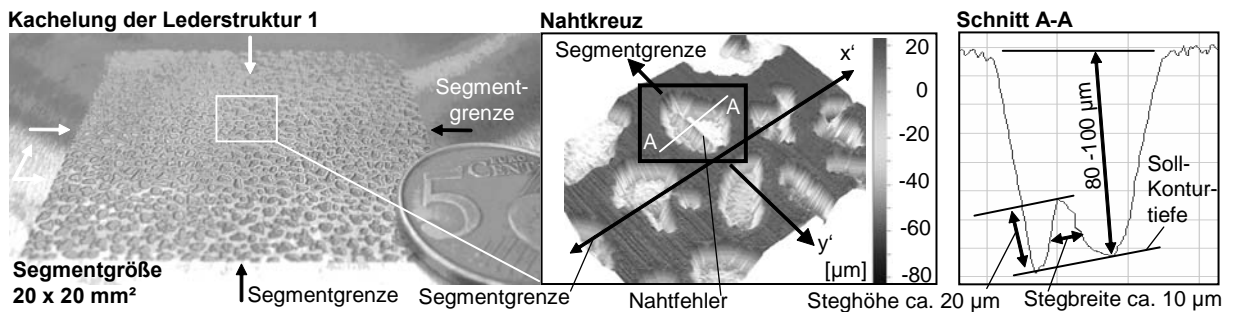 Kachelung der Lederstruktur 1
Segment-
grenze
5
CENT
Segmentgröße
20 x 20 mm²
Segmentgrenze
Nahtkreuz
Segmentgrenze
x‘
A
A
y‘
20
0
-20
-40
-60
-80
[µm]
Segmentgrenze
Nahtfehler
Schnitt A-A
80 -100 µm
Soll-
Kontur-
tiefe
Steghöhe ca. 20 µm
Stegbreite ca. 10 µm